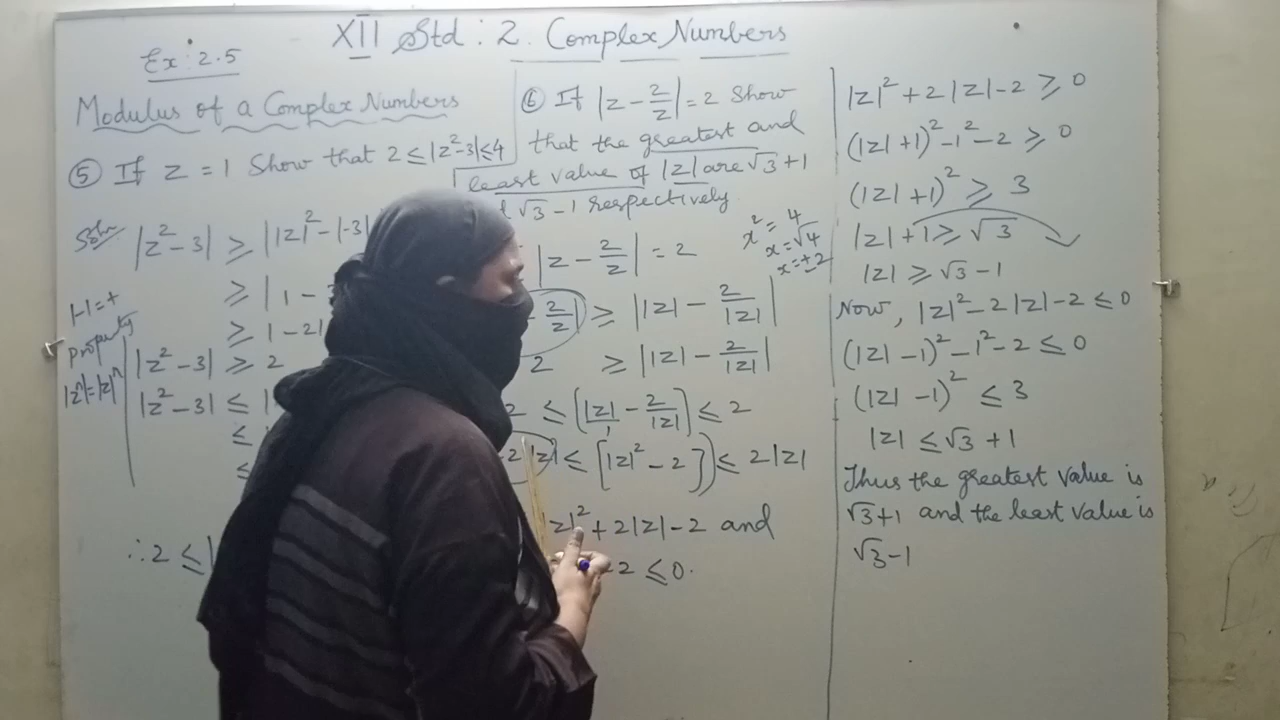 XII Std : 2. Complex Numbers
Ex : 2.5
Modulus of a Complex Numbers
⑤ If z = 1 Show that 2 ≤ |z²-3| ≤ 4
Soln
|z² - 3| ≥ ||z|² - |-3|
≥ |1 -
≥ |-2|
|z² - 3| ≥ 2
|z² - 3| ≤ |
≤
≤
∴ 2 ≤ |
|-| = +
property
|zⁿ| = |z|ⁿ
⑥ If |z - 2/z| = 2 Show
that the greatest and
least value of |z| are √3 + 1
√3 - 1 respectively
|z - 2/z| = 2
x² = 4
x = √4
x = ±2
2/z| ≥ ||z| - 2/|z||
2 ≥ ||z| - 2/|z||
2 ≤ [|z| - 2/|z|] ≤ 2
-2|z| ≤ [|z|² - 2] ≤ 2|z|
z|² + 2|z| - 2 and
-2 ≤ 0.
|z|² + 2|z| - 2 ≥ 0
(|z| + 1)² - 1² - 2 ≥ 0
(|z| + 1)² ≥ 3
|z| + 1 ≥ √3
|z| ≥ √3 - 1
Now, |z|² - 2|z| - 2 ≤ 0
(|z| - 1)² - 1² - 2 ≤ 0
(|z| - 1)² ≤ 3
|z| ≤ √3 + 1
Thus the greatest value is
√3+1 and the least value is
√3-1